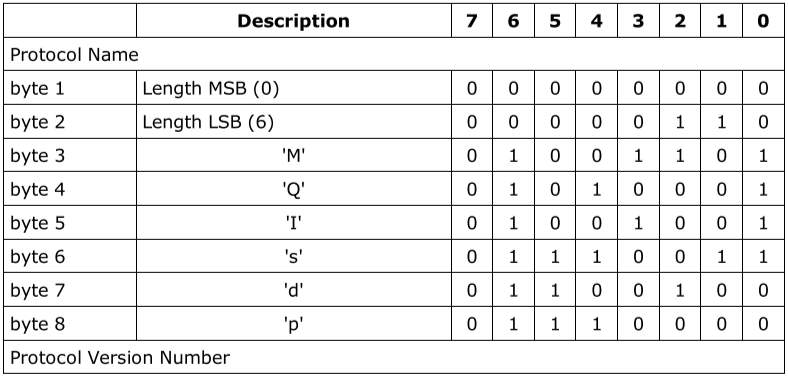 Description 7 6 5 4 3 2 1 0
Protocol Name
byte 1 Length MSB (0) 0 0 0 0 0 0 0 0
byte 2 Length LSB (6) 0 0 0 0 0 1 1 0
byte 3 'M' 0 1 0 0 1 1 0 1
byte 4 'Q' 0 1 0 1 0 0 0 1
byte 5 'I' 0 1 0 0 1 0 0 1
byte 6 's' 0 1 1 1 0 0 1 1
byte 7 'd' 0 1 1 0 0 1 0 0
byte 8 'p' 0 1 1 1 0 0 0 0
Protocol Version Number